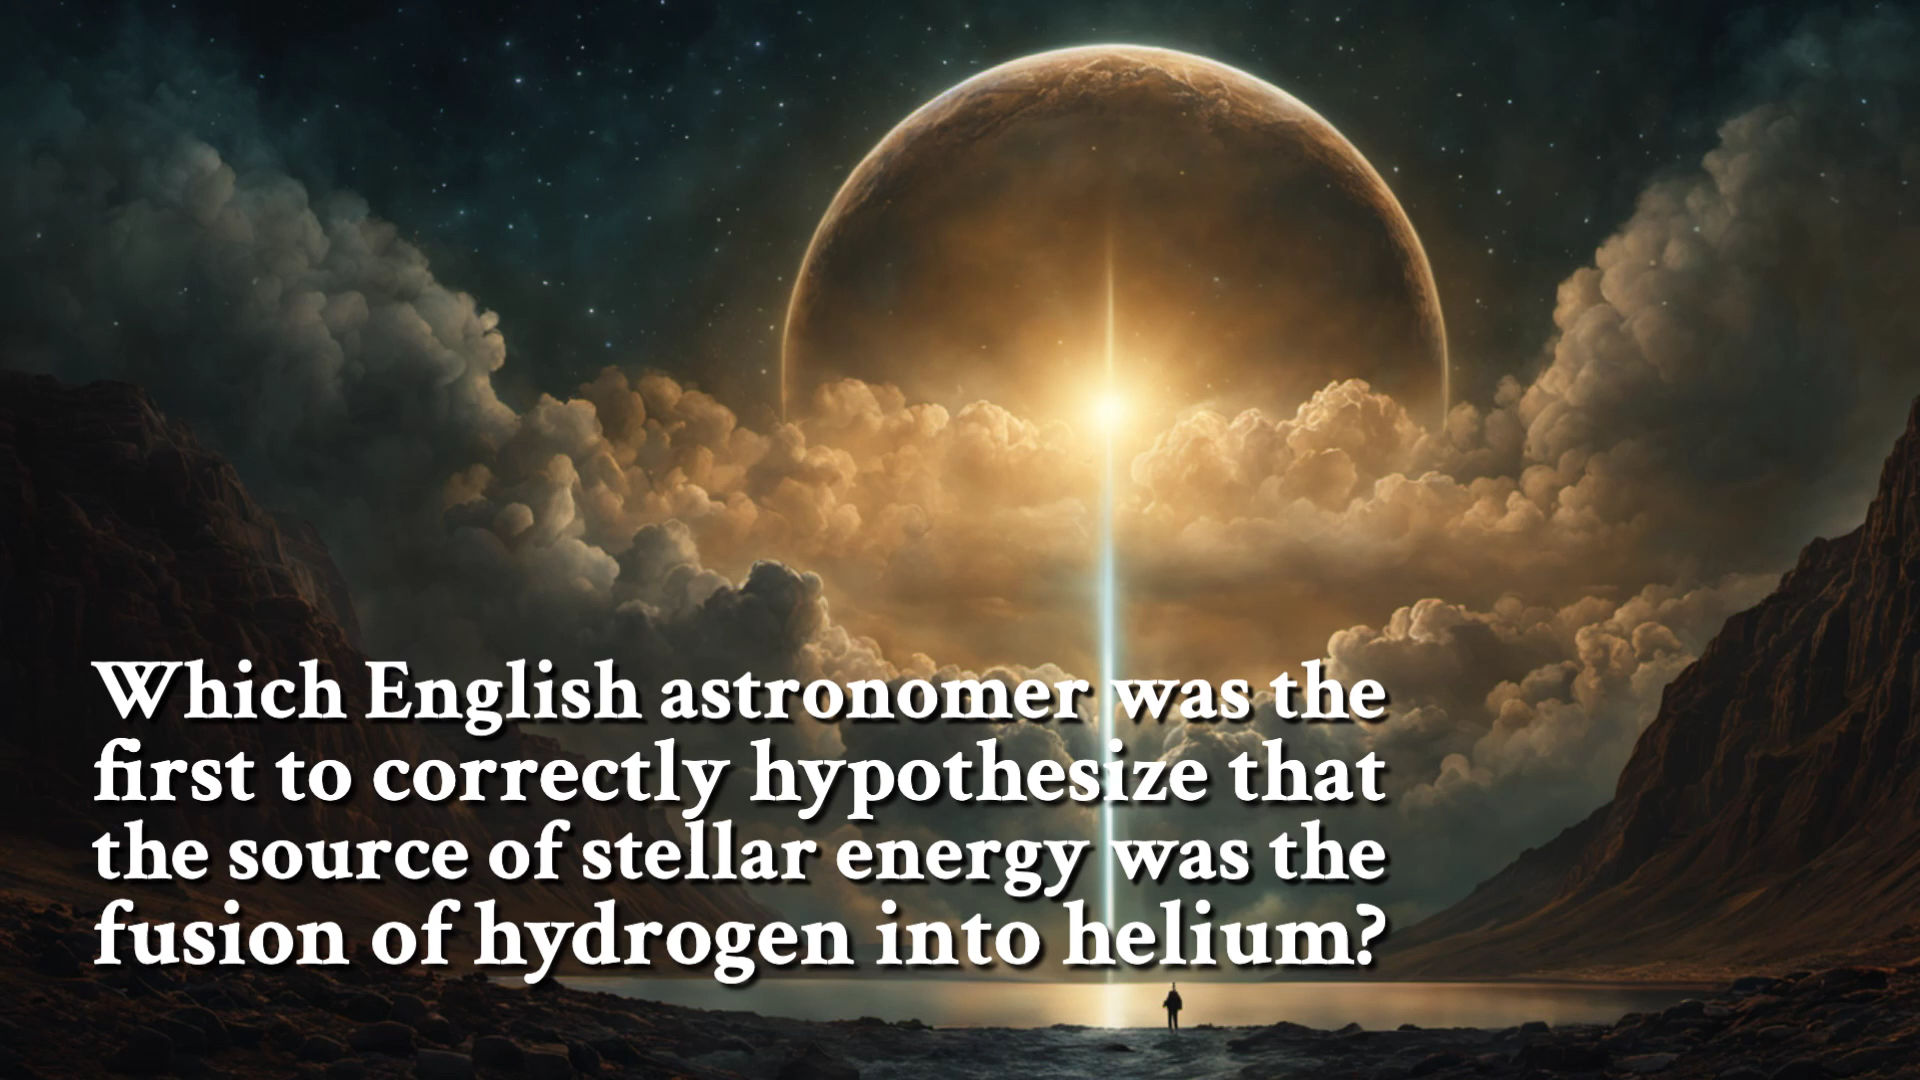 Which English astronomer was the
first to correctly hypothesize that
the source of stellar energy was the
fusion of hydrogen into helium?